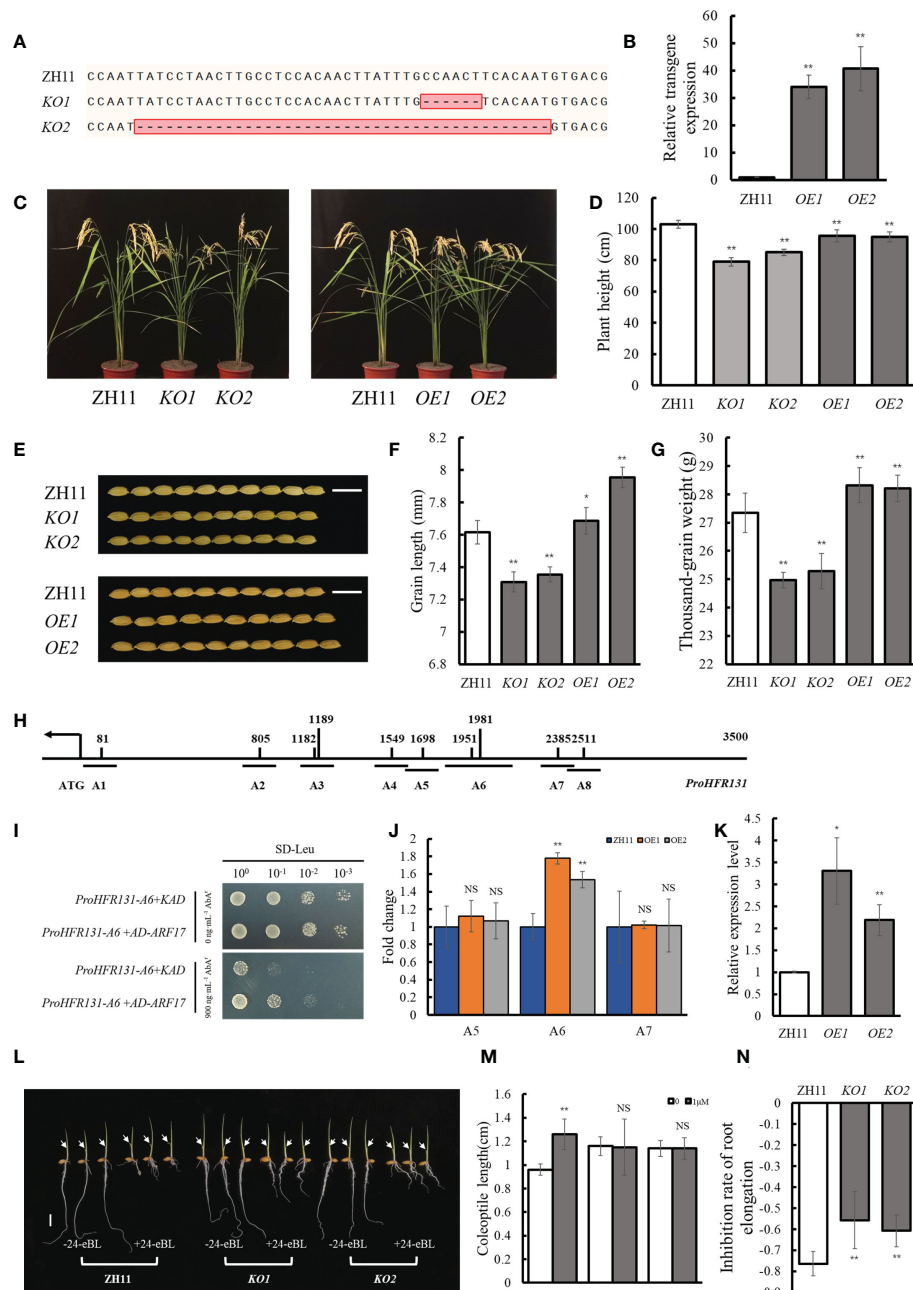 A
ZH11 CCAATTATCCTAACTTGCCTCCACAACTTATTTGCCAACTTCACAATGTGACG
KO1 CCAATTATCCTAACTTGCCTCCACAACTTATTTG------TCACAATGTGACG
KO2 CCAAT------------------------------------------GTGACG
B
Relative transgene expression
60
50
40
30
20
10
0
** **
ZH11 OE1 OE2
C
ZH11 KO1 KO2
ZH11 OE1 OE2
D
Plant height (cm)
120
100
80
60
40
20
0
** ** ** **
ZH11 KO1 KO2 OE1 OE2
E
ZH11
KO1
KO2
ZH11
OE1
OE2
F
Grain length (mm)
8.2
8
7.8
7.6
7.4
7.2
7
6.8
** ** * **
ZH11 KO1 KO2 OE1 OE2
G
Thousand-grain weight (g)
30
29
28
27
26
25
24
23
22
** ** ** **
ZH11 KO1 KO2 OE1 OE2
H
1189 1981
81 805 1182 1549 1698 1951 2385 2511 3500
ATG A1 A2 A3 A4 A5 A6 A7 A8 ProHFR131
I
SD-Leu
10⁰ 10⁻¹ 10⁻² 10⁻³
ProHFR131-A6+KAD
ProHFR131-A6 +AD-ARF17
0 ng mL⁻¹ AbAʳ
ProHFR131-A6+KAD
ProHFR131-A6 +AD-ARF17
900 ng mL⁻¹ AbAʳ
J
Fold change
2
1.8
1.6
1.4
1.2
1
0.8
0.6
0.4
0.2
0
ZH11 OE1 OE2
NS NS ** ** NS NS
A5 A6 A7
K
Relative expression level
4.5
4
3.5
3
2.5
2
1.5
1
0.5
0
* **
ZH11 OE1 OE2
L
-24-eBL +24-eBL -24-eBL +24-eBL -24-eBL +24-eBL
ZH11 KO1 KO2
M
Coleoptile length(cm)
1.6
1.4
1.2
1
0.8
0.6
0.4
0.2
0
0 1μM
** NS NS
N
ZH11 KO1 KO2
Inhibition rate of root elongation
0
-0.1
-0.2
-0.3
-0.4
-0.5
-0.6
-0.7
-0.8
** **